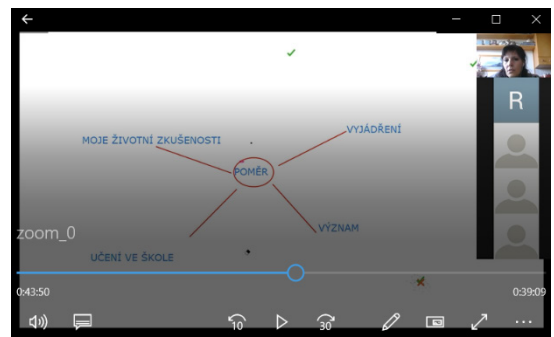 R
MOJE ŽIVOTNÍ ZKUŠENOSTI
VYJÁDŘENÍ
POMĚR
VÝZNAM
UČENÍ VE ŠKOLE
zoom_0
0:43:50
0:39:09
10
30